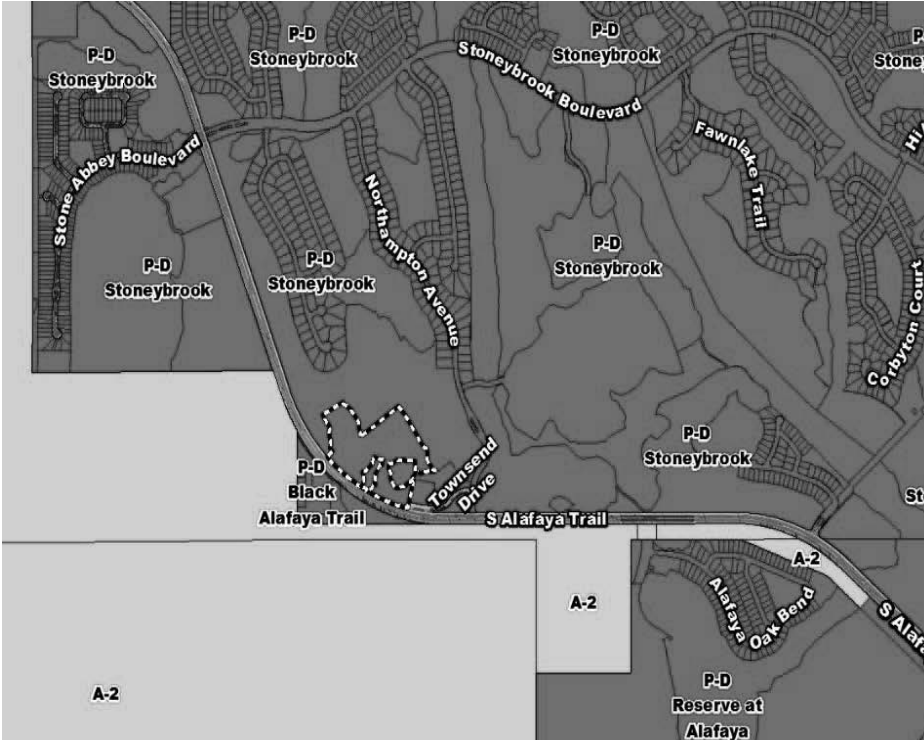 P-D
Stoneybrook
P-D
Stoneybrook
P-D
Stoneybrook
Stoneybrook Boulevard
Stone Abbey Boulevard
Fawnlake Trail
Northampton Avenue
P-D
Stoneybrook
P-D
Stoneybrook
P-D
Stoneybrook
Corbyton Court
P-D
Stoneybrook
P-D
Black
Alafaya Trail
Townsend
Drive
S Alafaya Trail
A-2
A-2
Alafaya
Oak Bend
A-2
P-D
Reserve at
Alafaya